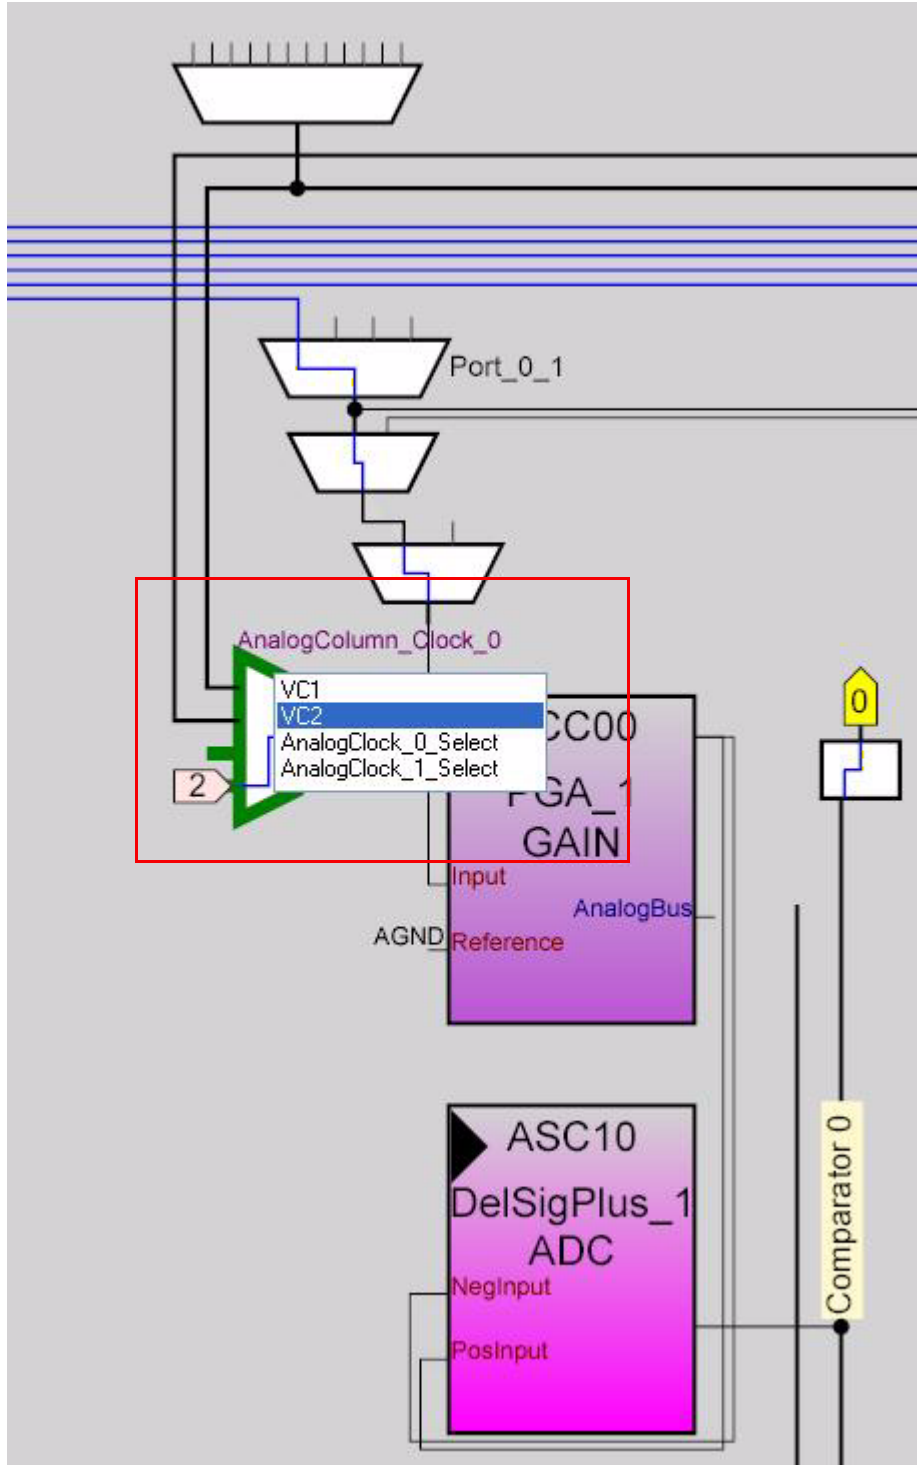 Port_0_1
AnalogColumn_Clock_0
VC1
VC2
AnalogClock_0_Select
AnalogClock_1_Select
2
0
CC00
PGA_1
GAIN
Input
AnalogBus
AGND
Reference
Comparator 0
ASC10
DelSigPlus_1
ADC
NegInput
PosInput